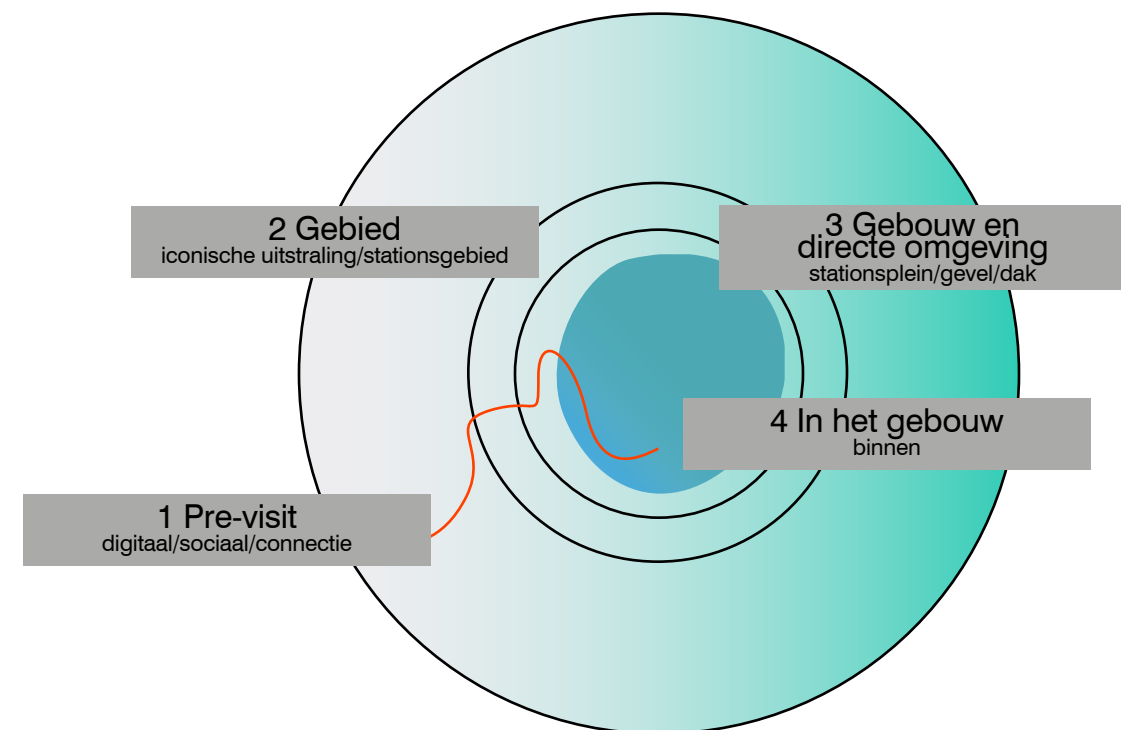 2 Gebied
iconische uitstraling/stationsgebied
3 Gebouw en
directe omgeving
stationsplein/gevel/dak
4 In het gebouw
binnen
1 Pre-visit
digitaal/sociaal/connectie